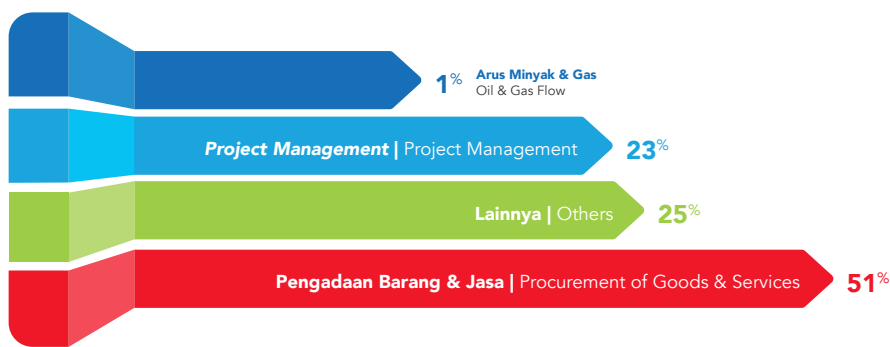 1% Arus Minyak & Gas
Oil & Gas Flow
Project Management | Project Management 23%
Lainnya | Others 25%
Pengadaan Barang & Jasa | Procurement of Goods & Services 51%